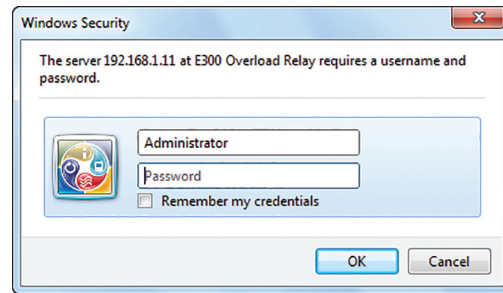 Windows Security
The server 192.168.1.11 at E300 Overload Relay requires a username and
password.
Administrator
Password
Remember my credentials
OK
Cancel